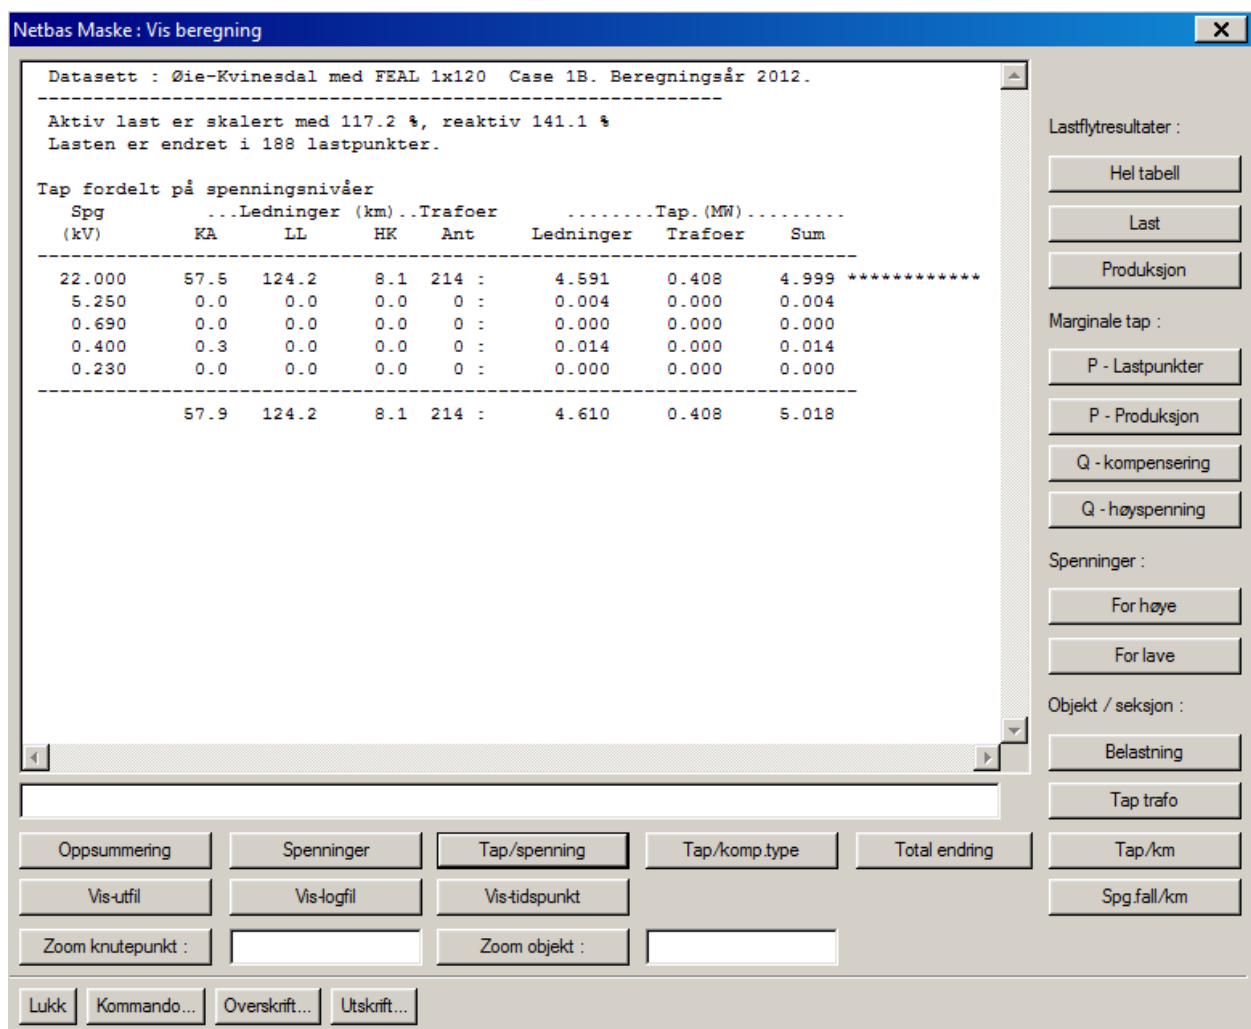 Netbas Maske : Vis beregning
Datasett : Øie-Kvinesdal med FEAL 1x120  Case 1B. Beregningsår 2012.
------------------------------------------------------------
Aktiv last er skalert med 117.2 %, reaktiv 141.1 %
Lasten er endret i 188 lastpunkter.
Tap fordelt på spenningsnivåer
Spg ...Ledninger (km)..Trafoer ........Tap.(MW).........
(kV) KA LL HK Ant Ledninger Trafoer Sum
------------------------------------------------------------------------
22.000 57.5 124.2 8.1 214 : 4.591 0.408 4.999 ************
5.250 0.0 0.0 0.0 0 : 0.004 0.000 0.004
0.690 0.0 0.0 0.0 0 : 0.000 0.000 0.000
0.400 0.3 0.0 0.0 0 : 0.014 0.000 0.014
0.230 0.0 0.0 0.0 0 : 0.000 0.000 0.000
------------------------------------------------------------------------
57.9 124.2 8.1 214 : 4.610 0.408 5.018
Lastflytresultater :
Hel tabell
Last
Produksjon
Marginale tap :
P - Lastpunkter
P - Produksjon
Q - kompensering
Q - høyspenning
Spenninger :
For høye
For lave
Objekt / seksjon :
Belastning
Tap trafo
Oppsummering Spenninger Tap/spenning Tap/komp.type Total endring Tap/km
Vis-utfil Vis-logfil Vis-tidspunkt Spg.fall/km
Zoom knutepunkt : Zoom objekt :
Lukk Kommando... Overskrift... Utskrift...